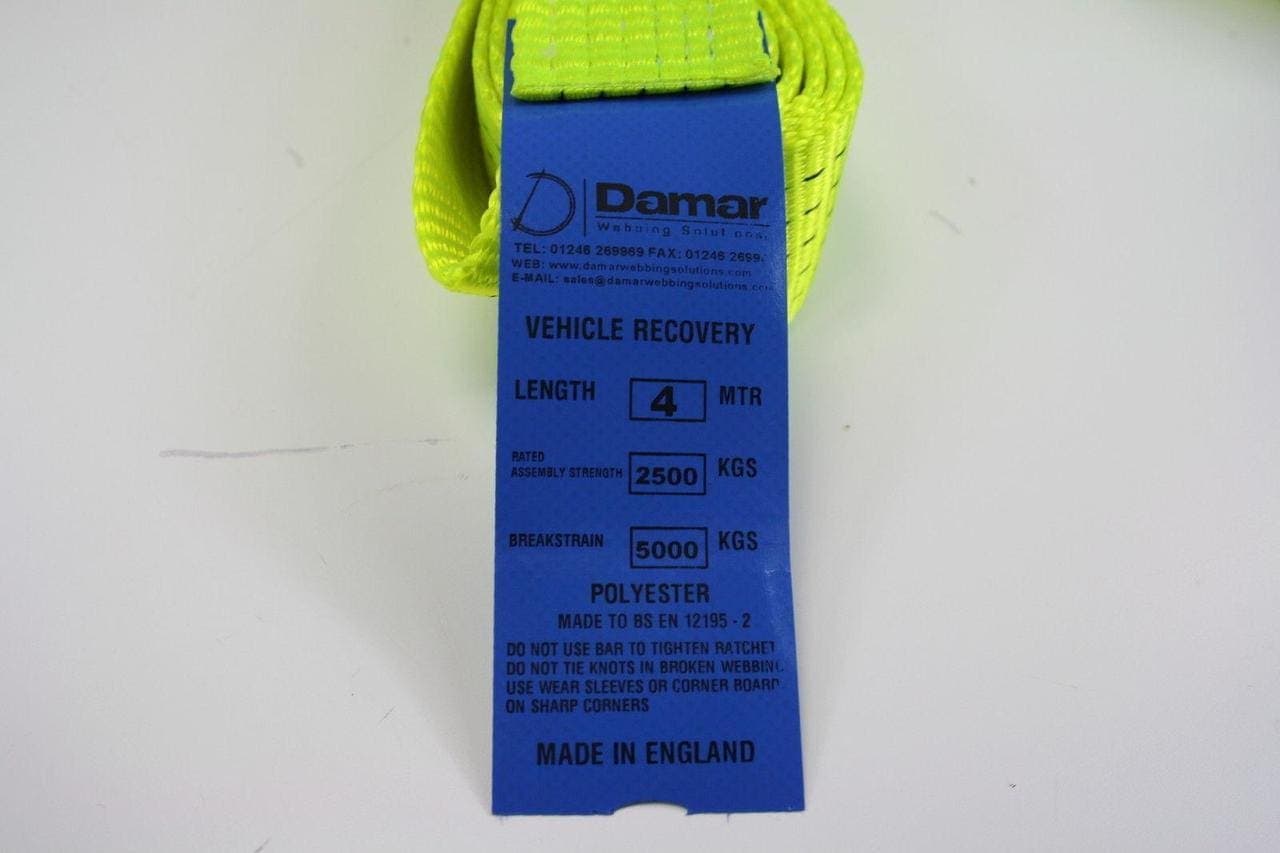 D Damar
Webbing Solutions.
TEL: 01246 269969 FAX: 01246 2699
WEB: www.damarwebbingsolutions.com
E-MAIL: sales@damarwebbingsolutions.com
VEHICLE RECOVERY
LENGTH 4 MTR
RATED
ASSEMBLY STRENGTH 2500 KGS
BREAKSTRAIN 5000 KGS
POLYESTER
MADE TO BS EN 12195 - 2
DO NOT USE BAR TO TIGHTEN RATCHET
DO NOT TIE KNOTS IN BROKEN WEBBING
USE WEAR SLEEVES OR CORNER BOARD
ON SHARP CORNERS
MADE IN ENGLAND